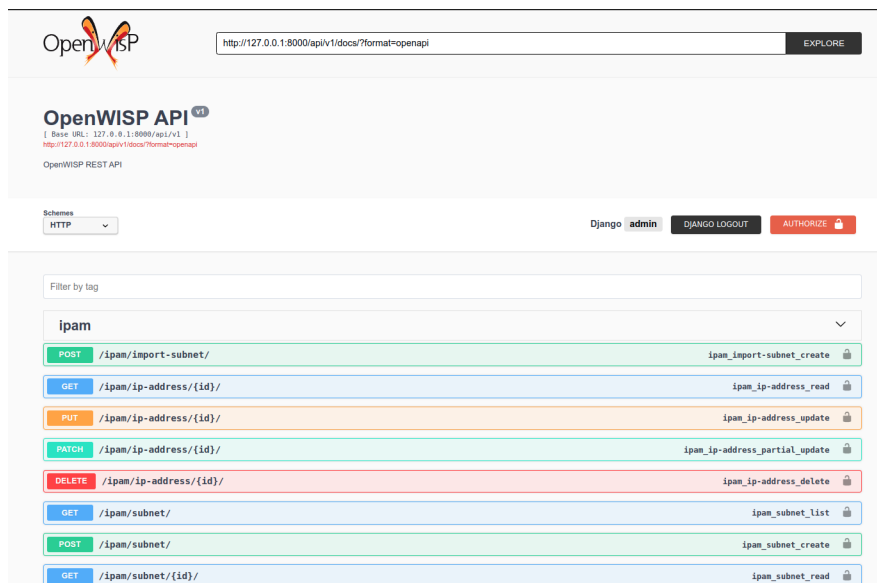 OpenWISP
http://127.0.0.1:8000/api/v1/docs/?format=openapi
EXPLORE
OpenWISP API v1
[ Base URL: 127.0.0.1:8000/api/v1 ]
http://127.0.0.1:8000/api/v1/docs/?format=openapi
OpenWISP REST API
Schemes
HTTP
Django admin
DJANGO LOGOUT
AUTHORIZE
Filter by tag
ipam
POST /ipam/import-subnet/ ipam_import-subnet_create
GET /ipam/ip-address/{id}/ ipam_ip-address_read
PUT /ipam/ip-address/{id}/ ipam_ip-address_update
PATCH /ipam/ip-address/{id}/ ipam_ip-address_partial_update
DELETE /ipam/ip-address/{id}/ ipam_ip-address_delete
GET /ipam/subnet/ ipam_subnet_list
POST /ipam/subnet/ ipam_subnet_create
GET /ipam/subnet/{id}/ ipam_subnet_read